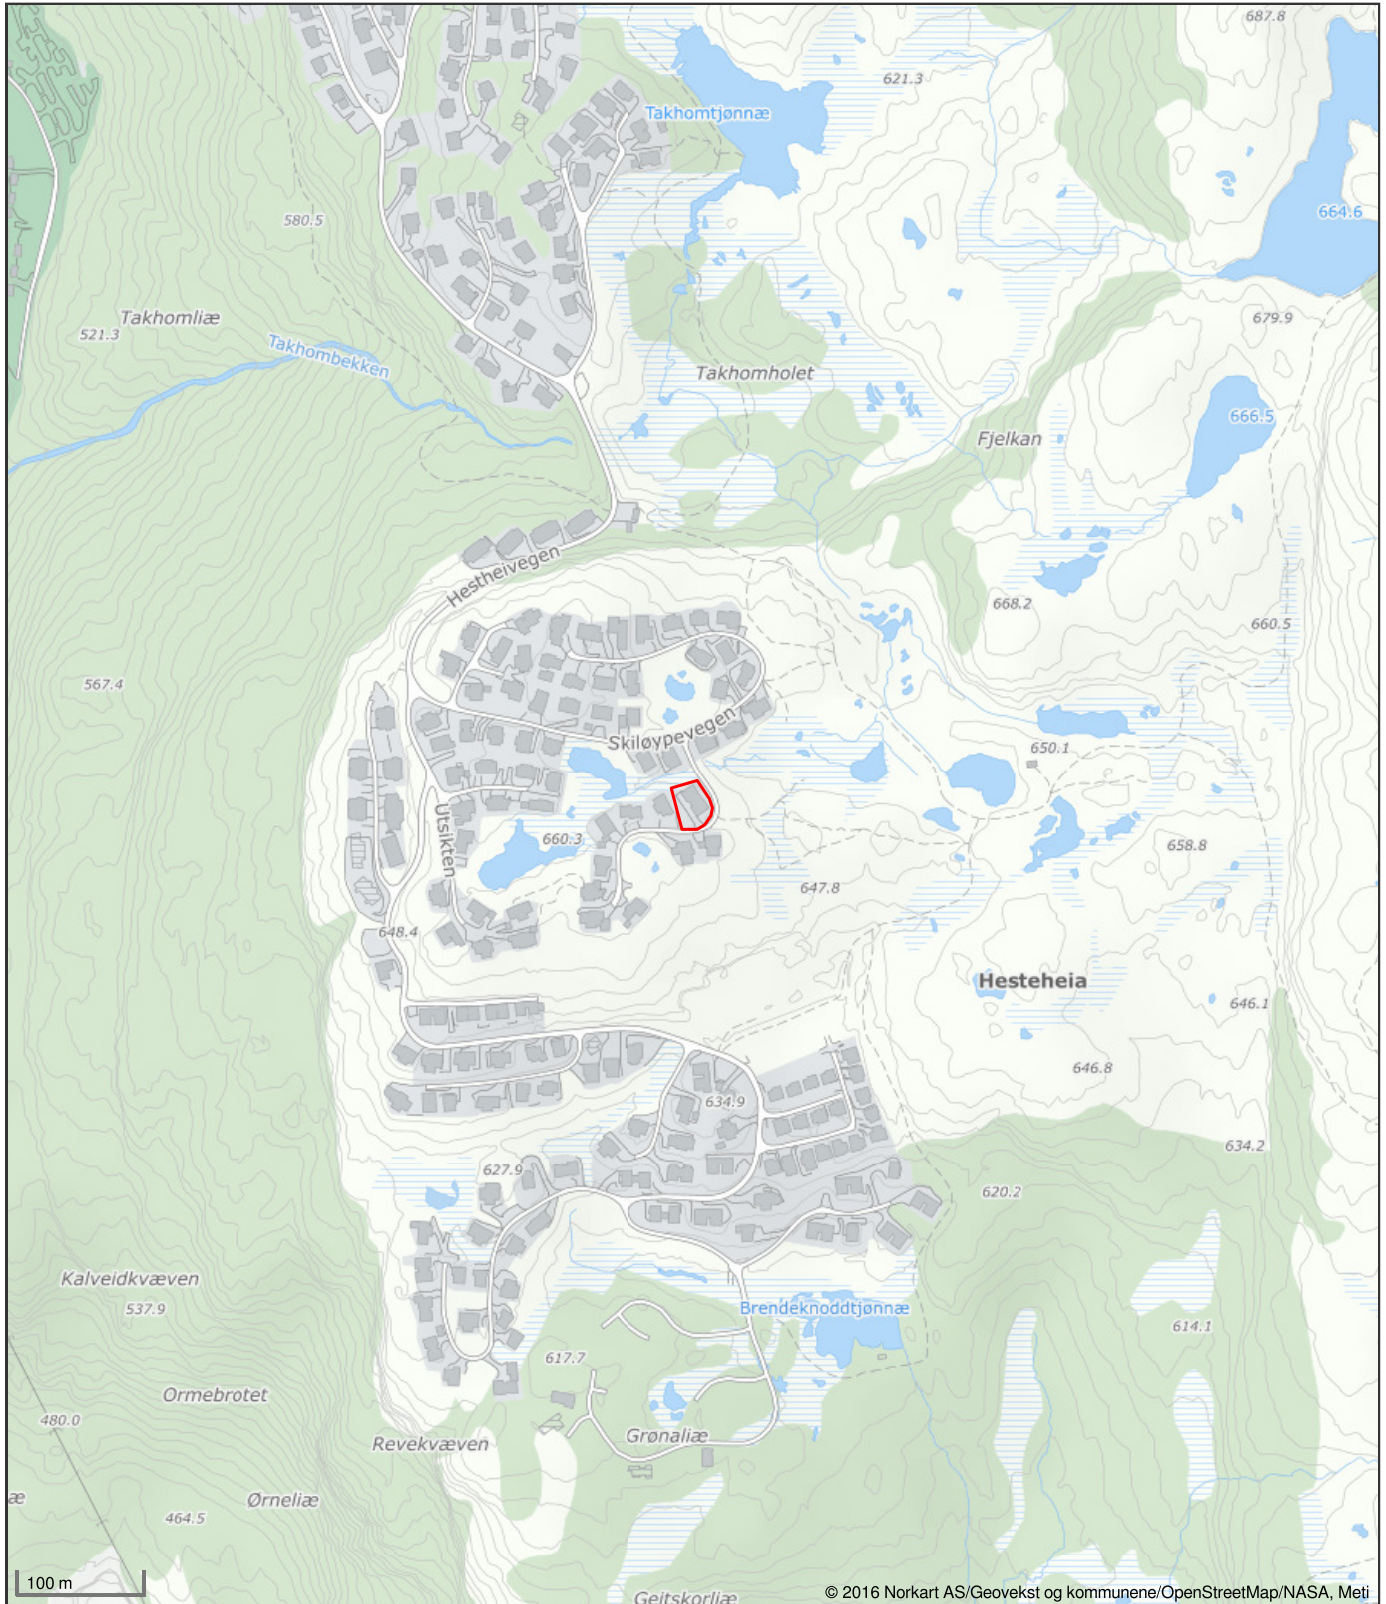 687.8
621.3
Takhomtjønnæ
664.6
580.5
Takhomliæ
521.3
679.9
Takhombekken
Takhomholet
666.5
Fjelkan
Hestheivegen
668.2
660.5
567.4
Skiløypevegen
650.1
Utsikten
660.3
658.8
647.8
648.4
Hesteheia
646.1
646.8
634.9
634.2
627.9
620.2
Kalveidkvæven
537.9
Brendeknoddtjønnæ
614.1
617.7
Ormebrotet
480.0
Grønaliæ
Revekvæven
æ
Ørneliæ
464.5
100 m
Geitskorliæ
© 2016 Norkart AS/Geovekst og kommunene/OpenStreetMap/NASA, Meti